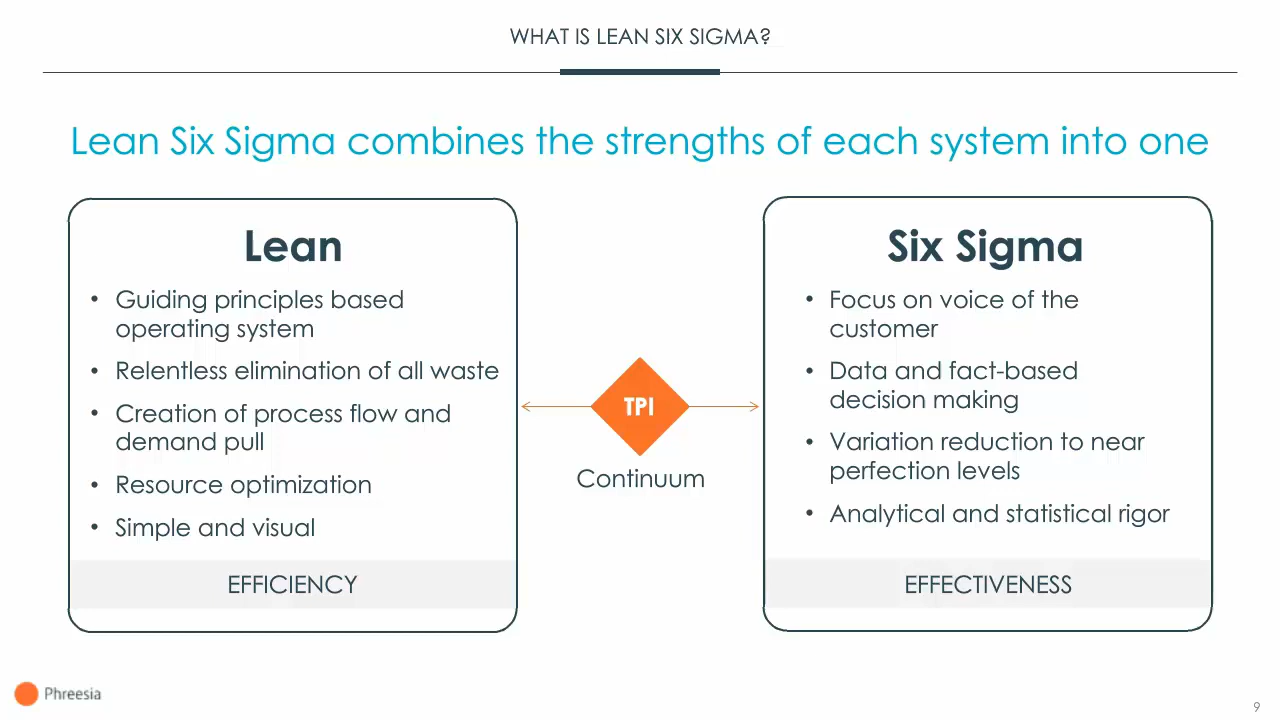 WHAT IS LEAN SIX SIGMA?
Lean Six Sigma combines the strengths of each system into one
Lean
• Guiding principles based
operating system
• Relentless elimination of all waste
• Creation of process flow and
demand pull
• Resource optimization
• Simple and visual
EFFICIENCY
TPI
Continuum
Six Sigma
• Focus on voice of the
customer
• Data and fact-based
decision making
• Variation reduction to near
perfection levels
• Analytical and statistical rigor
EFFECTIVENESS
Phreesia
9